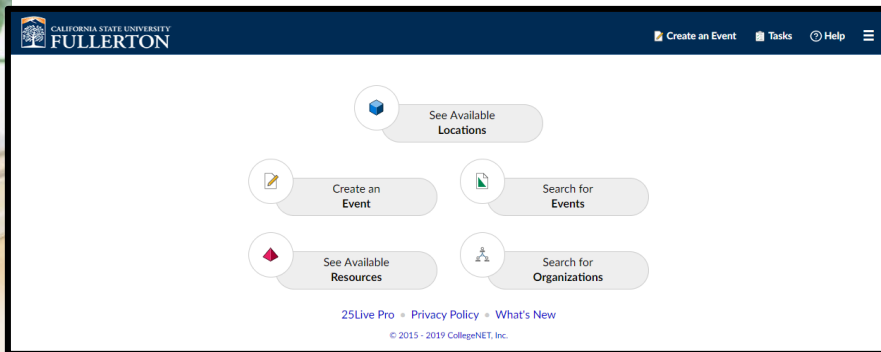 CALIFORNIA STATE UNIVERSITY
FULLERTON
Create an Event Tasks Help
See Available
Locations
Create an
Event
Search for
Events
See Available
Resources
Search for
Organizations
25Live Pro • Privacy Policy • What's New
© 2015 - 2019 CollegeNET, Inc.